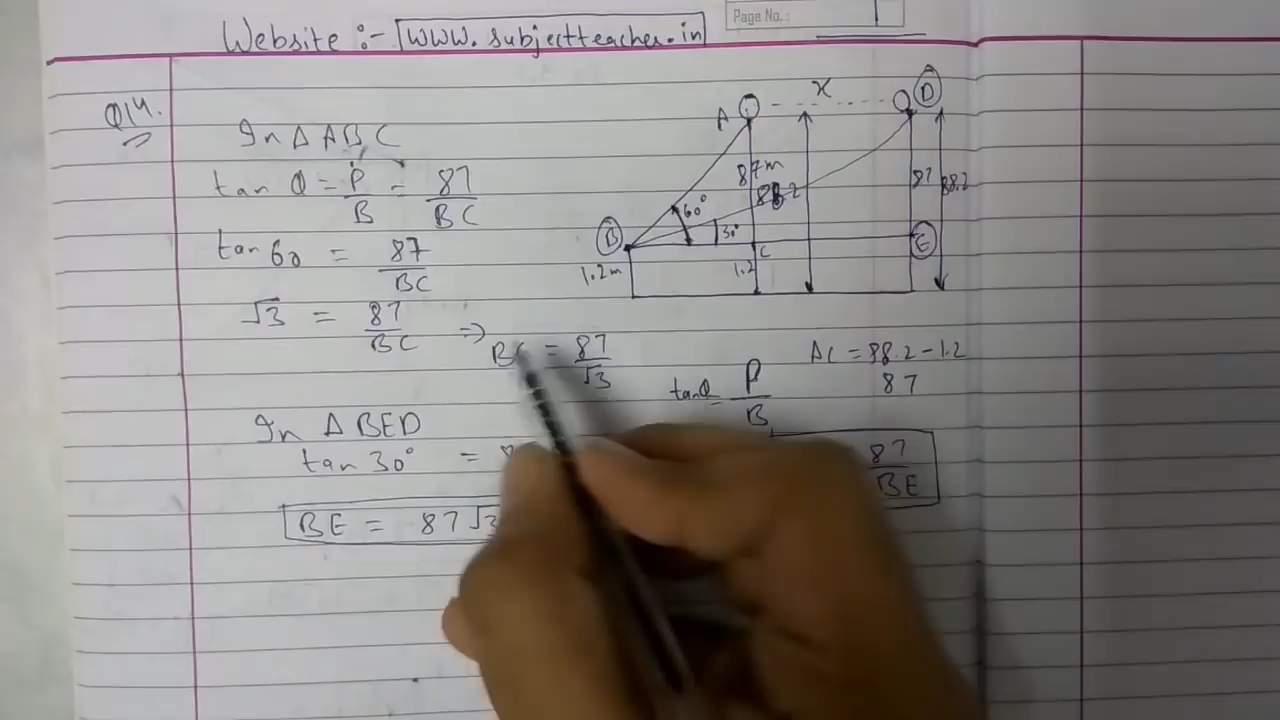 Website :- www.subjectteacher.in
Page No.:
Q14.
In Δ ABC
tan θ = P/B = 87/BC
tan 60 = 87/BC
√3 = 87/BC => BC = 87/√3
In Δ BED
tan 30° =
BE = 87√3
A x D
87m
88.2
87 88.2
60°
30°
B C E
1.2m 1.2
AC = 88.2 - 1.2
87
tanθ = P/B
87/BE